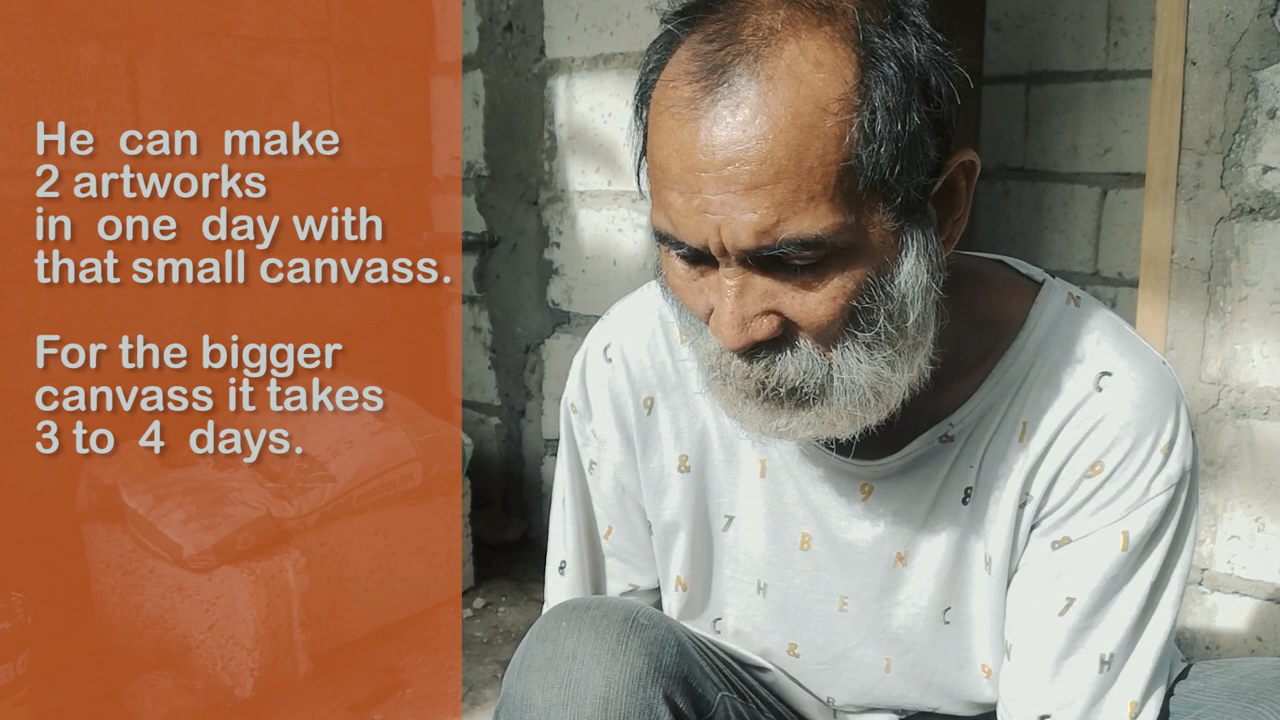 He can make
2 artworks
in one day with
that small canvass.
For the bigger
canvass it takes
3 to 4 days.